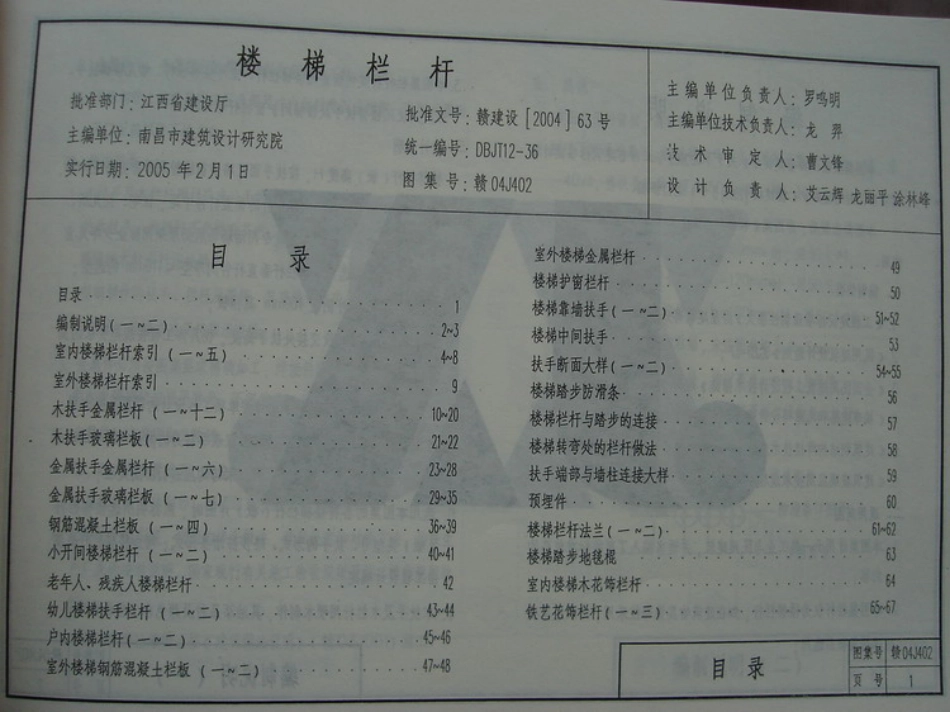 楼梯栏杆
批准部门：江西省建设厅
主编单位：南昌市建筑设计研究院
实行日期：2005年2月1日
批准文号：赣建设[2004]63号
统一编号：DBJT12-36
图集号：赣04J402
主编单位负责人：罗鸣明
主编单位技术负责人：龙羿
技术审定人：曹文锋
设计负责人：艾云辉 龙丽平 涂林峰
目录
目录 1
编制说明(一~二) 2~3
室内楼梯栏杆索引(一~五) 4~8
室外楼梯栏杆索引 9
木扶手金属栏杆(一~十二) 10~20
木扶手玻璃栏板(一~二) 21~22
金属扶手金属栏杆(一~六) 23~28
金属扶手玻璃栏板(一~七) 29~35
钢筋混凝土栏板(一~四) 36~39
小开间楼梯栏杆(一~二) 40~41
老年人、残疾人楼梯栏杆 42
幼儿楼梯扶手栏杆(一~二) 43~44
户内楼梯栏杆(一~二) 45~46
室外楼梯钢筋混凝土栏板(一~二) 47~48
室外楼梯金属栏杆 49
楼梯护窗栏杆 50
楼梯靠墙扶手(一~二) 51~52
楼梯中间扶手 53
扶手断面大样(一~二) 54~55
楼梯踏步防滑条 56
楼梯栏杆与踏步的连接 57
楼梯转弯处的栏杆做法 58
扶手端部与墙柱连接大样 59
预埋件 60
楼梯栏杆法兰(一~二) 61~62
楼梯踏步地毯棍 63
室内楼梯木花饰栏杆 64
铁艺花饰栏杆(一~三) 65~67
目录
图集号 赣04J402
页号 1